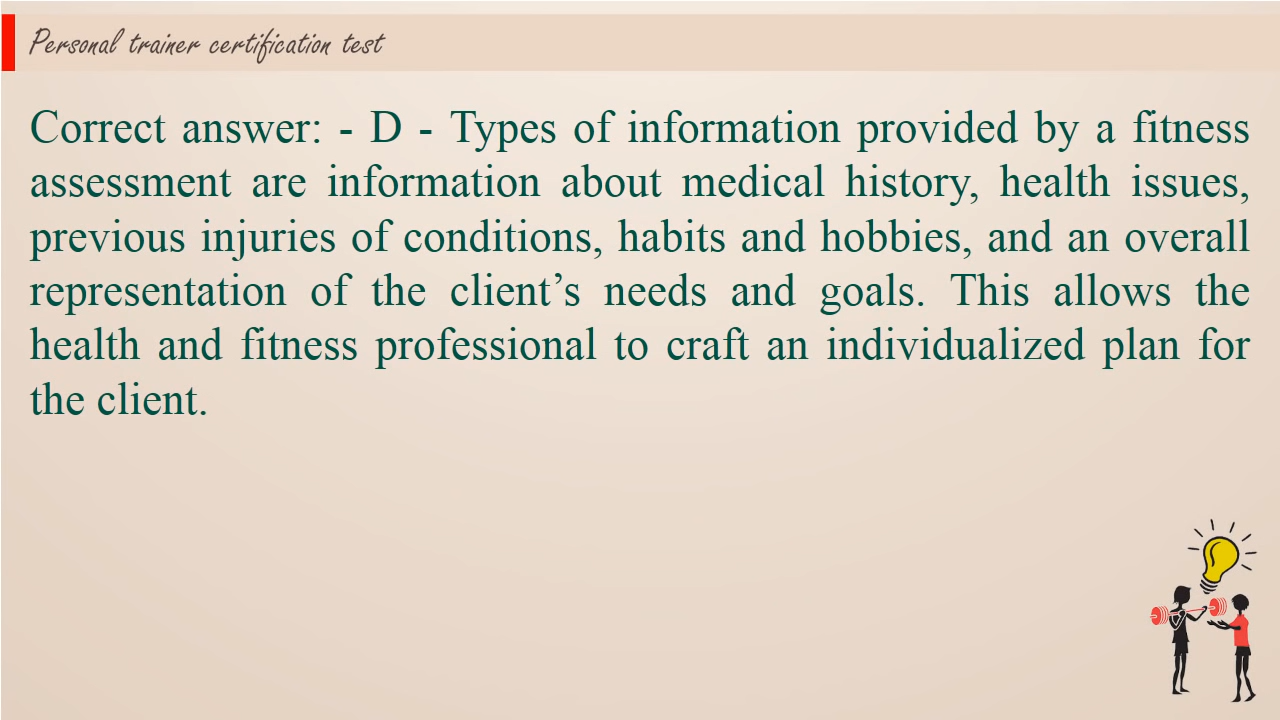 Personal trainer certification test
Correct answer: - D - Types of information provided by a fitness
assessment are information about medical history, health issues,
previous injuries of conditions, habits and hobbies, and an overall
representation of the client’s needs and goals. This allows the
health and fitness professional to craft an individualized plan for
the client.